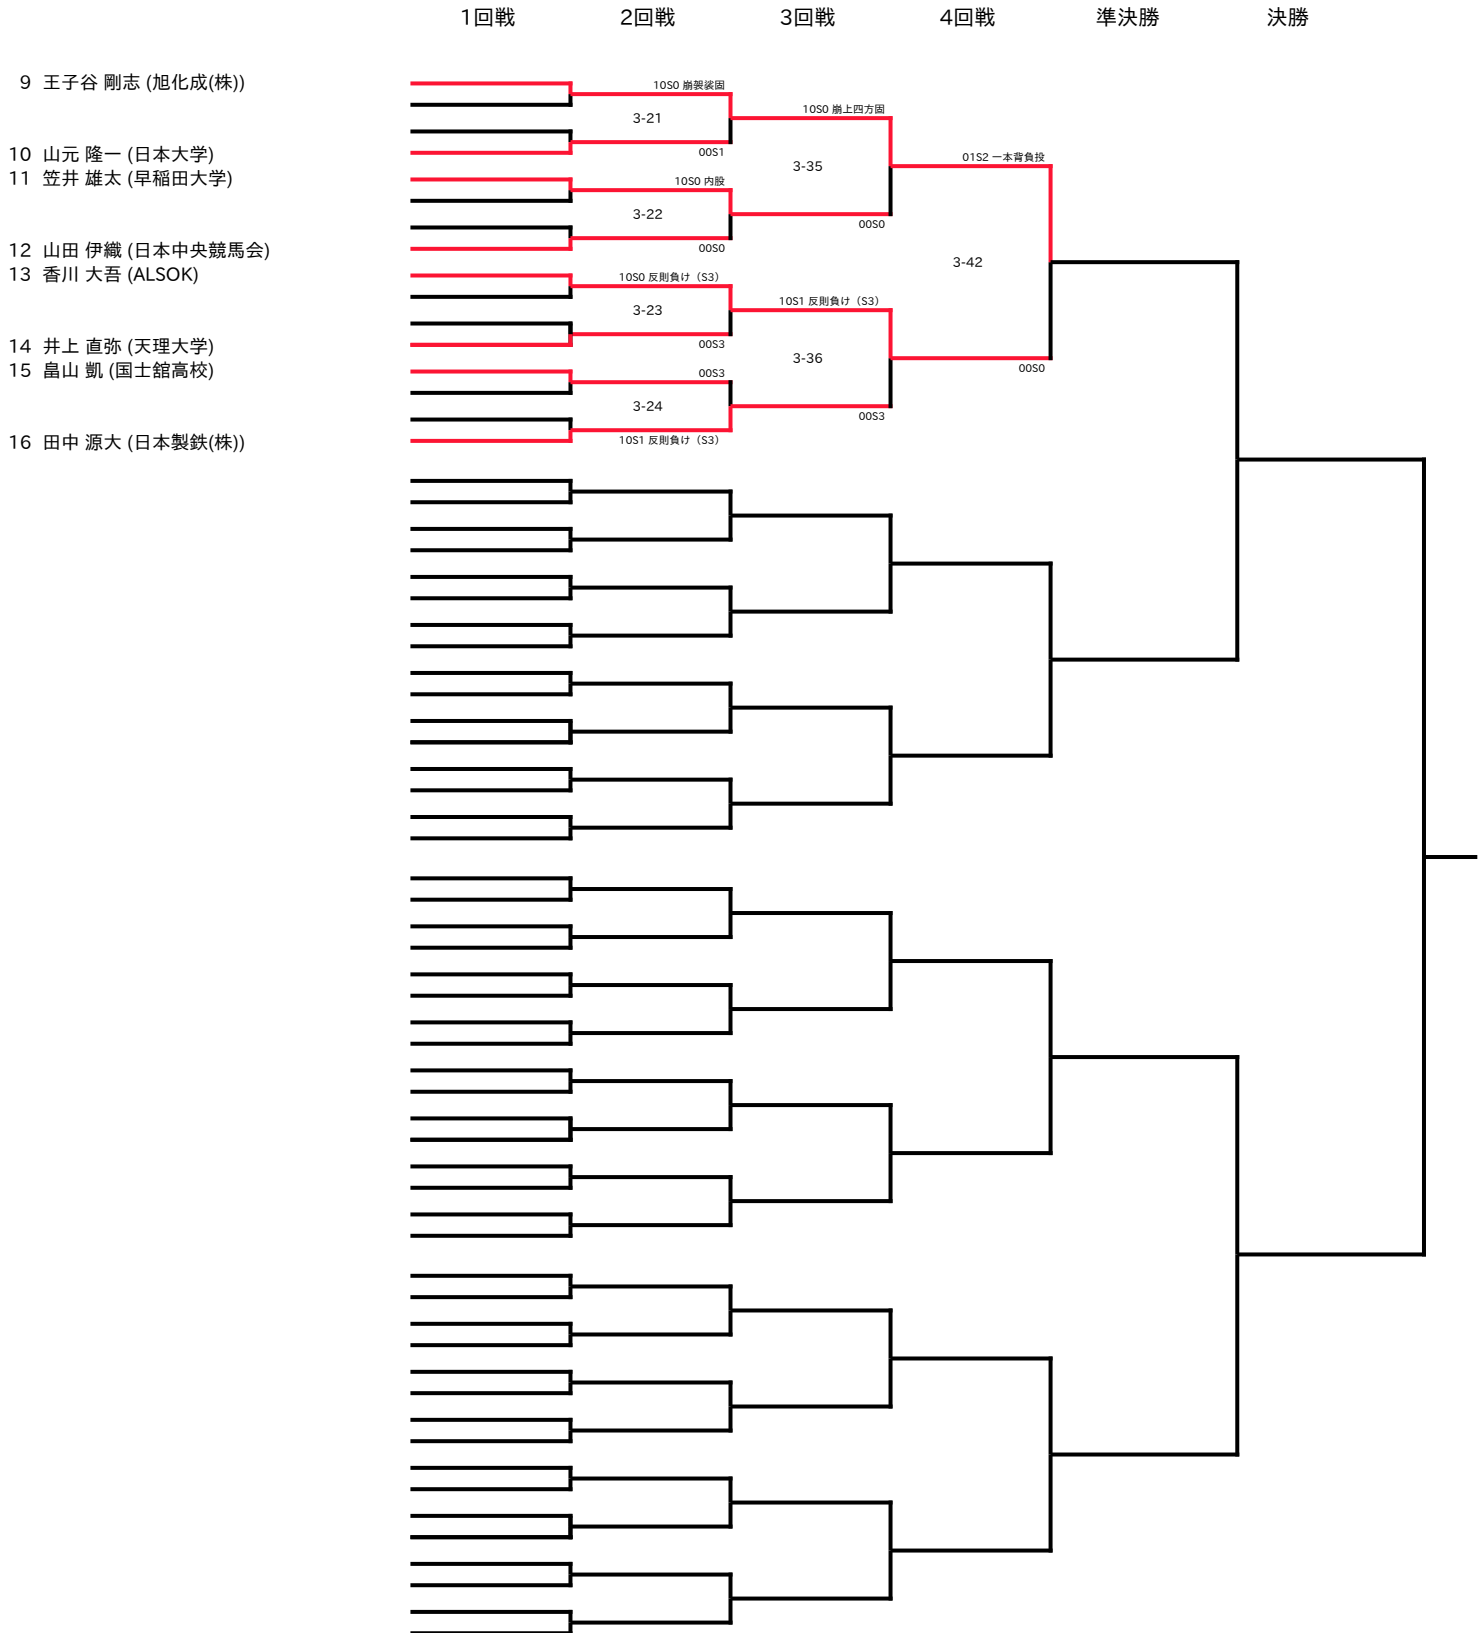 1回戦 2回戦 3回戦 4回戦 準決勝 決勝
9 王子谷 剛志 (旭化成(株))
10S0 崩袈裟固
10S0 崩上四方固
3-21
10 山元 隆一 (日本大学)
00S1
01S2 一本背負投
3-35
11 笠井 雄太 (早稲田大学)
10S0 内股
3-22
00S0
12 山田 伊織 (日本中央競馬会)
00S0
3-42
13 香川 大吾 (ALSOK)
10S0 反則負け（S3）
10S1 反則負け（S3）
3-23
14 井上 直弥 (天理大学)
00S3
3-36
15 畠山 凱 (国士舘高校)
00S3
00S0
3-24
00S3
16 田中 源大 (日本製鉄(株))
10S1 反則負け（S3）